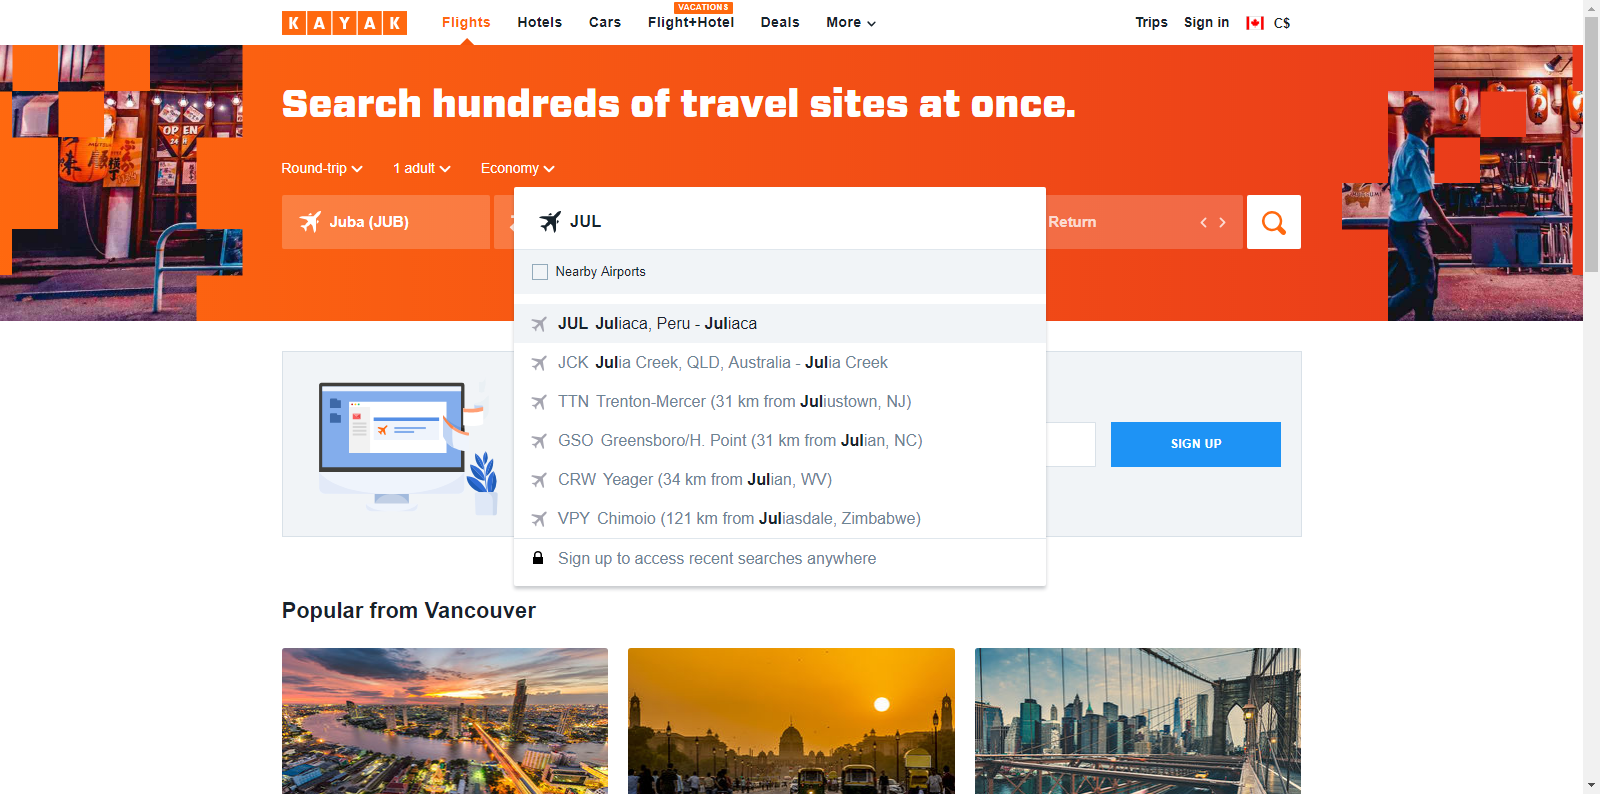 KAYAK
Flights
Hotels
Cars
VACATIONS
Flight+Hotel
Deals
More
Trips
Sign in
C$
OPEN
Search hundreds of travel sites at once.
Round-trip
1 adult
Economy
Juba (JUB)
JUL
Return
Nearby Airports
JUL Juliaca, Peru - Juliaca
JCK Julia Creek, QLD, Australia - Julia Creek
TTN Trenton-Mercer (31 km from Juliustown, NJ)
GSO Greensboro/H. Point (31 km from Julian, NC)
CRW Yeager (34 km from Julian, WV)
VPY Chimoio (121 km from Juliasdale, Zimbabwe)
Sign up to access recent searches anywhere
SIGN UP
Popular from Vancouver